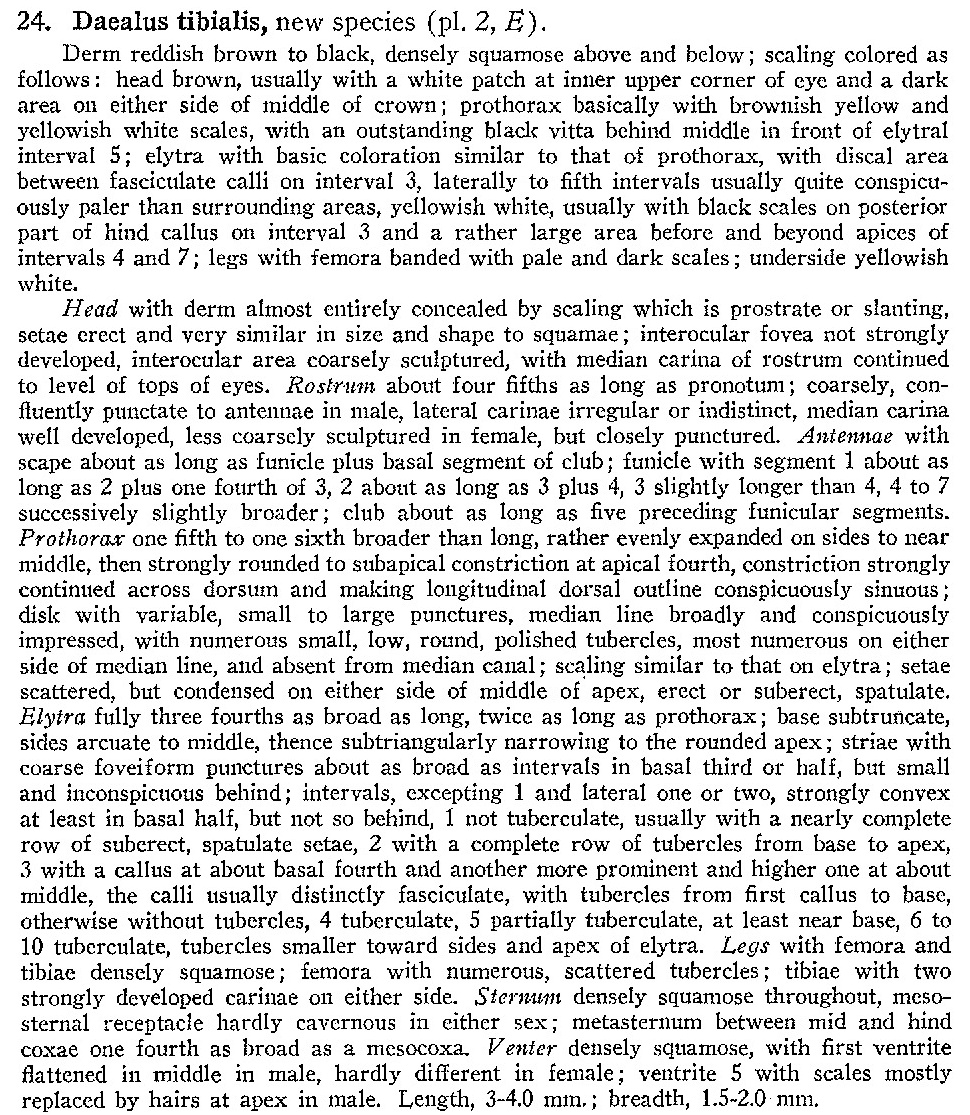 24. Daealus tibialis, new species (pl. 2, E).
Derm reddish brown to black, densely squamose above and below; scaling colored as
follows: head brown, usually with a white patch at inner upper corner of eye and a dark
area on either side of middle of crown; prothorax basically with brownish yellow and
yellowish white scales, with an outstanding black vitta behind middle in front of elytral
interval 5; elytra with basic coloration similar to that of prothorax, with discal area
between fasciculate calli on interval 3, laterally to fifth intervals usually quite conspicu-
ously paler than surrounding areas, yellowish white, usually with black scales on posterior
part of hind callus on interval 3 and a rather large area before and beyond apices of
intervals 4 and 7; legs with femora banded with pale and dark scales; underside yellowish
white.
Head with derm almost entirely concealed by scaling which is prostrate or slanting,
setae erect and very similar in size and shape to squamae; interocular fovea not strongly
developed, interocular area coarsely sculptured, with median carina of rostrum continued
to level of tops of eyes. Rostrum about four fifths as long as pronotum; coarsely, con-
fluently punctate to antennae in male, lateral carinae irregular or indistinct, median carina
well developed, less coarsely sculptured in female, but closely punctured. Antennae with
scape about as long as funicle plus basal segment of club; funicle with segment 1 about as
long as 2 plus one fourth of 3, 2 about as long as 3 plus 4, 3 slightly longer than 4, 4 to 7
successively slightly broader; club about as long as five preceding funicular segments.
Prothorax one fifth to one sixth broader than long, rather evenly expanded on sides to near
middle, then strongly rounded to subapical constriction at apical fourth, constriction strongly
continued across dorsum and making longitudinal dorsal outline conspicuously sinuous;
disk with variable, small to large punctures, median line broadly and conspicuously
impressed, with numerous small, low, round, polished tubercles, most numerous on either
side of median line, and absent from median canal; scaling similar to that on elytra; setae
scattered, but condensed on either side of middle of apex, erect or suberect, spatulate.
Elytra fully three fourths as broad as long, twice as long as prothorax; base subtruncate,
sides arcuate to middle, thence subtriangularly narrowing to the rounded apex; striae with
coarse foveiform punctures about as broad as intervals in basal third or half, but small
and inconspicuous behind; intervals, excepting 1 and lateral one or two, strongly convex
at least in basal half, but not so behind, 1 not tuberculate, usually with a nearly complete
row of suberect, spatulate setae, 2 with a complete row of tubercles from base to apex,
3 with a callus at about basal fourth and another more prominent and higher one at about
middle, the calli usually distinctly fasciculate, with tubercles from first callus to base,
otherwise without tubercles, 4 tuberculate, 5 partially tuberculate, at least near base, 6 to
10 tuberculate, tubercles smaller toward sides and apex of elytra. Legs with femora and
tibiae densely squamose; femora with numerous, scattered tubercles; tibiae with two
strongly developed carinae on either side. Sternum densely squamose throughout, meso-
sternal receptacle hardly cavernous in either sex; metasternum between mid and hind
coxae one fourth as broad as a mesocoxa. Venter densely squamose, with first ventrite
flattened in middle in male, hardly different in female; ventrite 5 with scales mostly
replaced by hairs at apex in male. Length, 3-4.0 mm.; breadth, 1.5-2.0 mm.